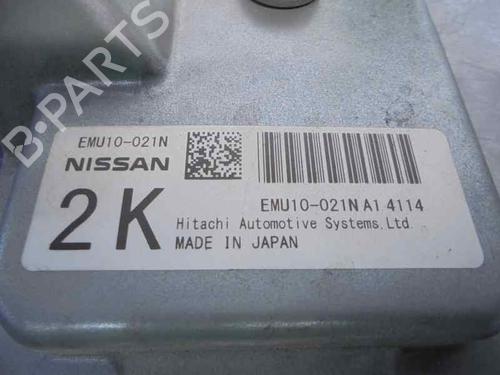 B-PARTS
EMU10-021N
NISSAN
2K
EMU10-021N A1 4114
Hitachi Automotive Systems,Ltd.
MADE IN JAPAN